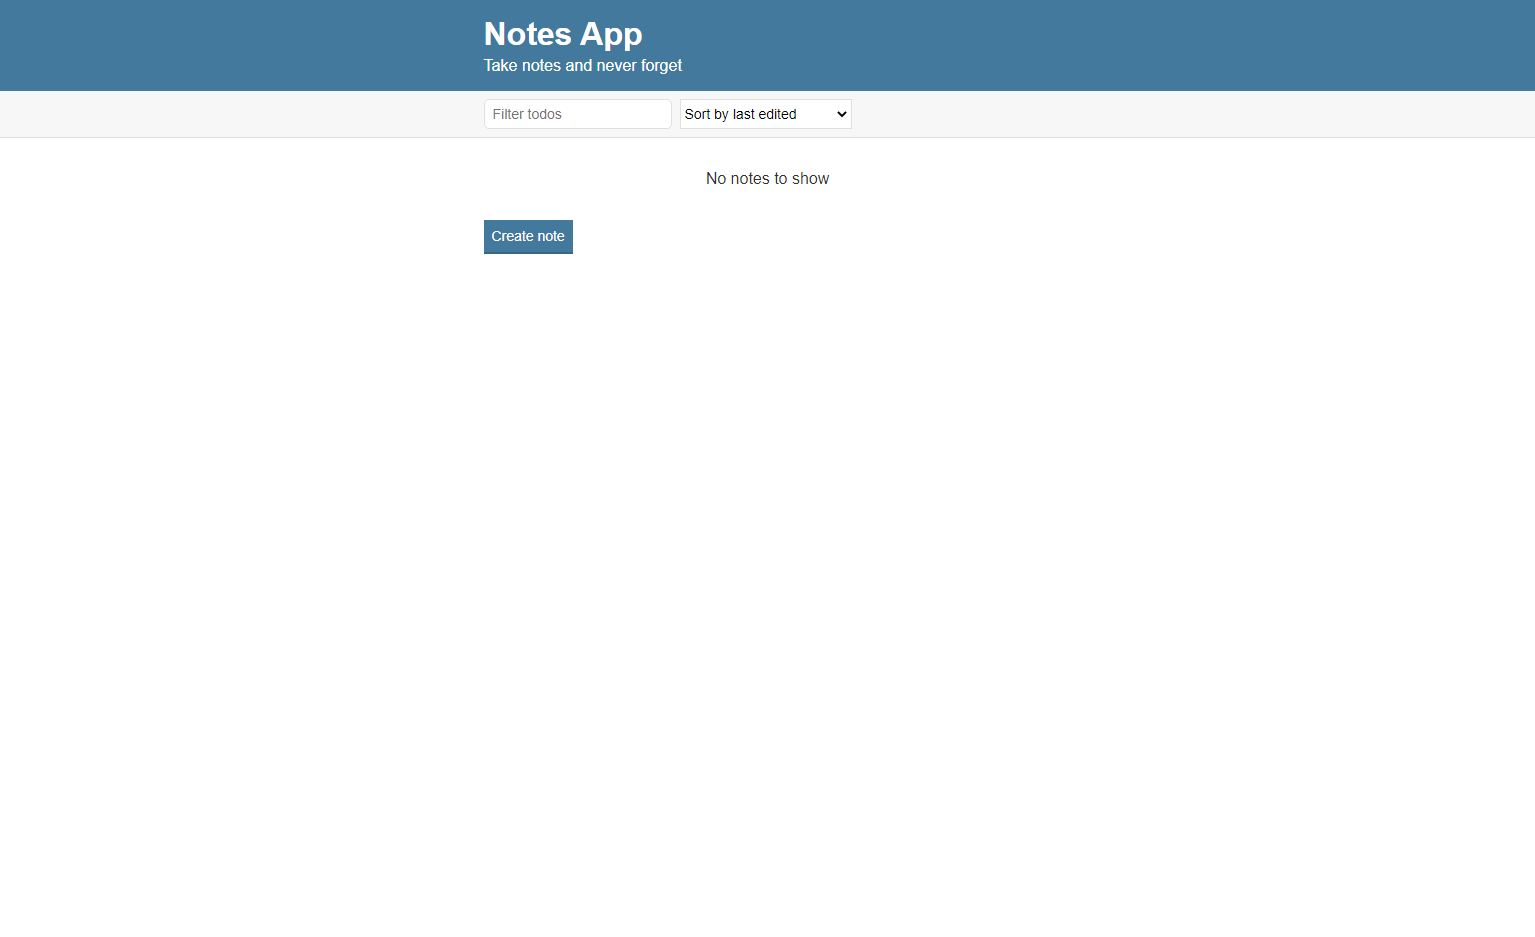 Notes App
Take notes and never forget
Filter todos
Sort by last edited
No notes to show
Create note